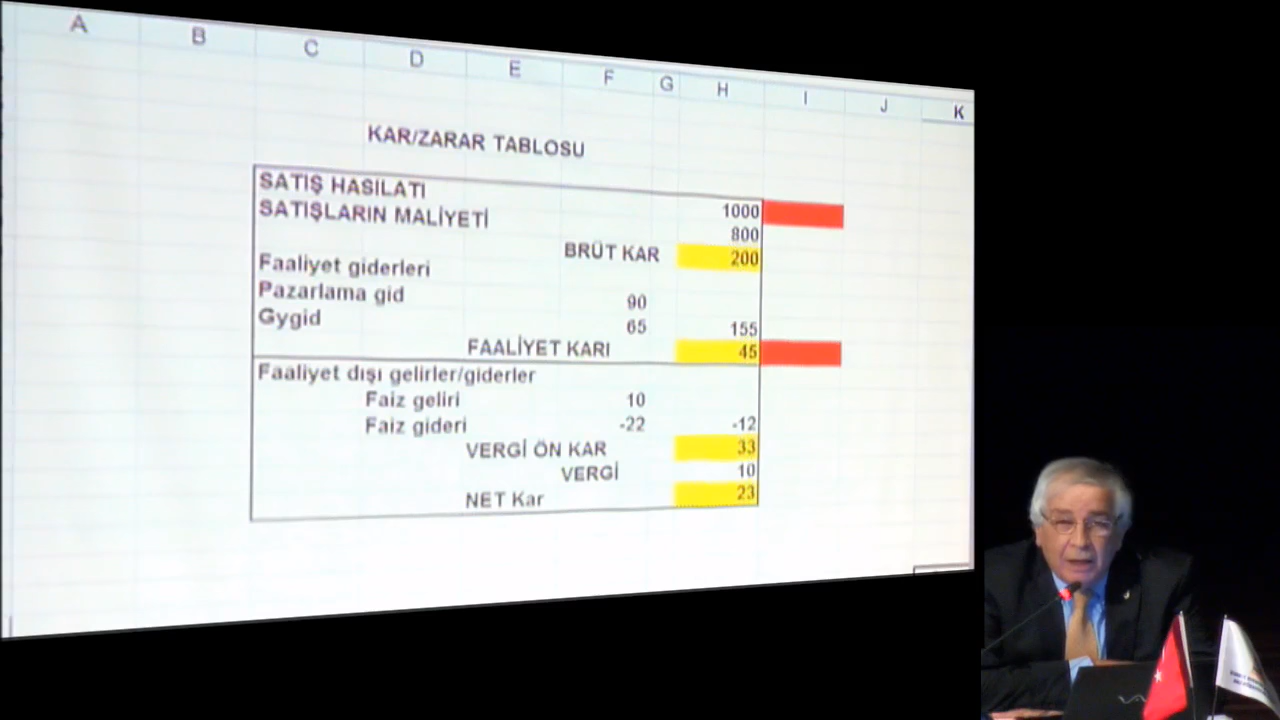 A B C D E F G H I J K
KAR/ZARAR TABLOSU
SATIŞ HASILATI 1000
SATIŞLARIN MALİYETİ 800
BRÜT KAR 200
Faaliyet giderleri
Pazarlama gid 90
Gygid 65 155
FAALİYET KARI 45
Faaliyet dışı gelirler/giderler
Faiz geliri 10
Faiz gideri -22 -12
VERGİ ÖN KAR 33
VERGİ 10
NET Kar 23